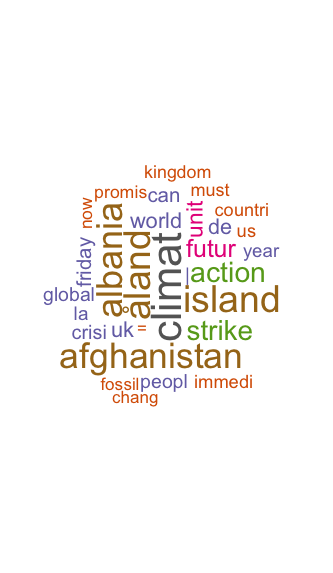 kingdom
promis can must
now albania world unit de countri
åland climat futur us year
friday | action
global island
la
crisi uk = strike
afghanistan
fossil peopl immedi
chang